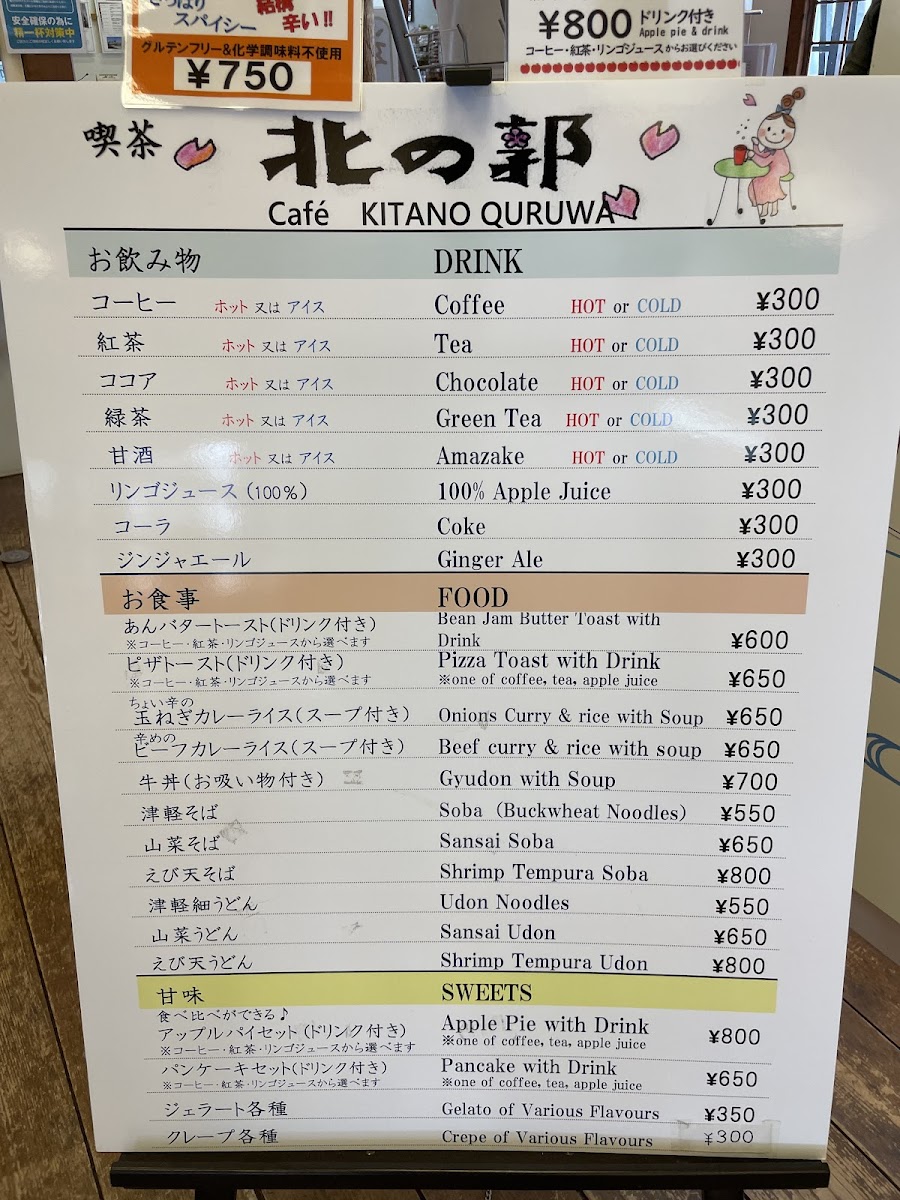 安全確保の為に
精一杯対策中
さっぱり 結構
スパイシー 辛い!!
グルテンフリー&化学調味料不使用
¥750
¥800 ドリンク付き
Apple pie & drink
コーヒー・紅茶・リンゴジュースからお選びください
喫茶 北の郭
Café KITANO QURUWA
お飲み物 DRINK
コーヒー ホット 又は アイス Coffee HOT or COLD ¥300
紅茶 ホット 又は アイス Tea HOT or COLD ¥300
ココア ホット 又は アイス Chocolate HOT or COLD ¥300
緑茶 ホット 又は アイス Green Tea HOT or COLD ¥300
甘酒 ホット 又は アイス Amazake HOT or COLD ¥300
リンゴジュース (100%) 100% Apple Juice ¥300
コーラ Coke ¥300
ジンジャエール Ginger Ale ¥300
お食事 FOOD
あんバタートースト(ドリンク付き) Bean Jam Butter Toast with
※コーヒー・紅茶・リンゴジュースから選べます Drink ¥600
ピザトースト(ドリンク付き) Pizza Toast with Drink
※コーヒー・紅茶・リンゴジュースから選べます ※one of coffee, tea, apple juice ¥650
ちょい辛の
玉ねぎカレーライス(スープ付き) Onions Curry & rice with Soup ¥650
辛めの
ビーフカレーライス(スープ付き) Beef curry & rice with soup ¥650
牛丼(お吸い物付き) Gyudon with Soup ¥700
津軽そば Soba (Buckwheat Noodles) ¥550
山菜そば Sansai Soba ¥650
えび天そば Shrimp Tempura Soba ¥800
津軽細うどん Udon Noodles ¥550
山菜うどん Sansai Udon ¥650
えび天うどん Shrimp Tempura Udon ¥800
甘味 SWEETS
食べ比べができる♪
アップルパイセット(ドリンク付き) Apple Pie with Drink ¥800
※コーヒー・紅茶・リンゴジュースから選べます ※one of coffee, tea, apple juice
パンケーキセット(ドリンク付き) Pancake with Drink ¥650
※コーヒー・紅茶・リンゴジュースから選べます ※one of coffee, tea, apple juice
ジェラート各種 Gelato of Various Flavours ¥350
クレープ各種 Crepe of Various Flavours ¥300